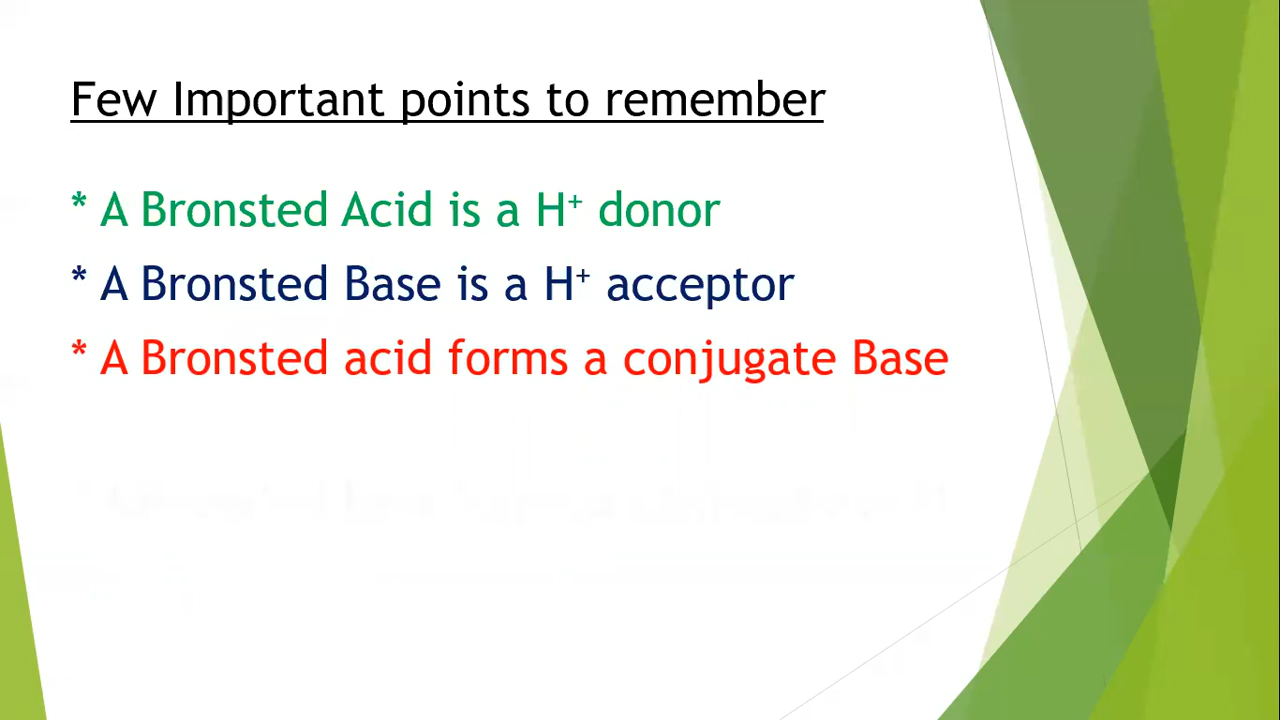 Few Important points to remember
* A Bronsted Acid is a H⁺ donor
* A Bronsted Base is a H⁺ acceptor
* A Bronsted acid forms a conjugate Base